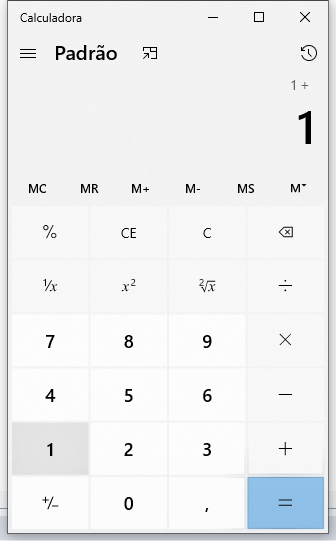 Calculadora
Padrão
1 +
1
MC MR M+ M- MS M˅
% CE C
¹/x x² ²√x ÷
7 8 9 ×
4 5 6 −
1 2 3 +
+/− 0 , =